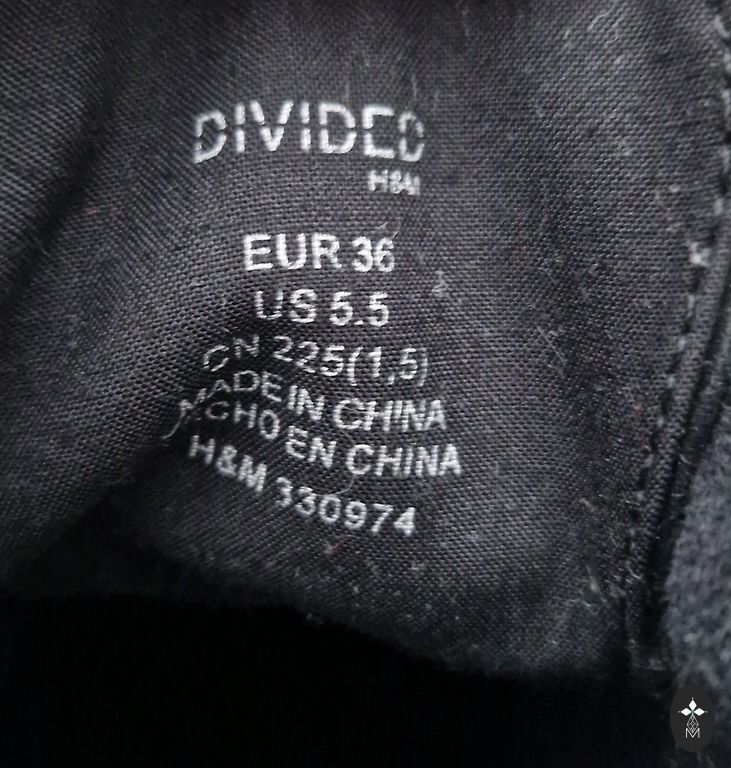 DIVIDED
H&M
EUR 36
US 5.5
CN 225(1,5)
MADE IN CHINA
HECHO EN CHINA
H&M 330974
M